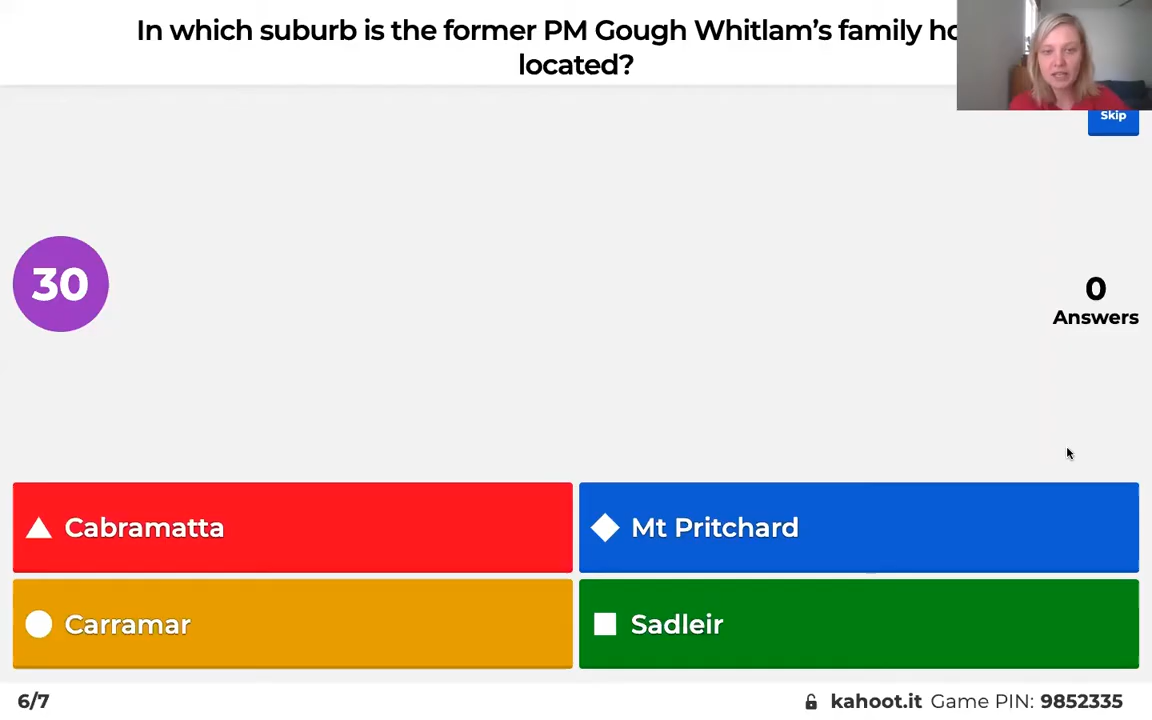 In which suburb is the former PM Gough Whitlam's family
located?
Skip
30
0
Answers
Cabramatta
Mt Pritchard
Carramar
Sadleir
6/7
kahoot.it Game PIN: 9852335